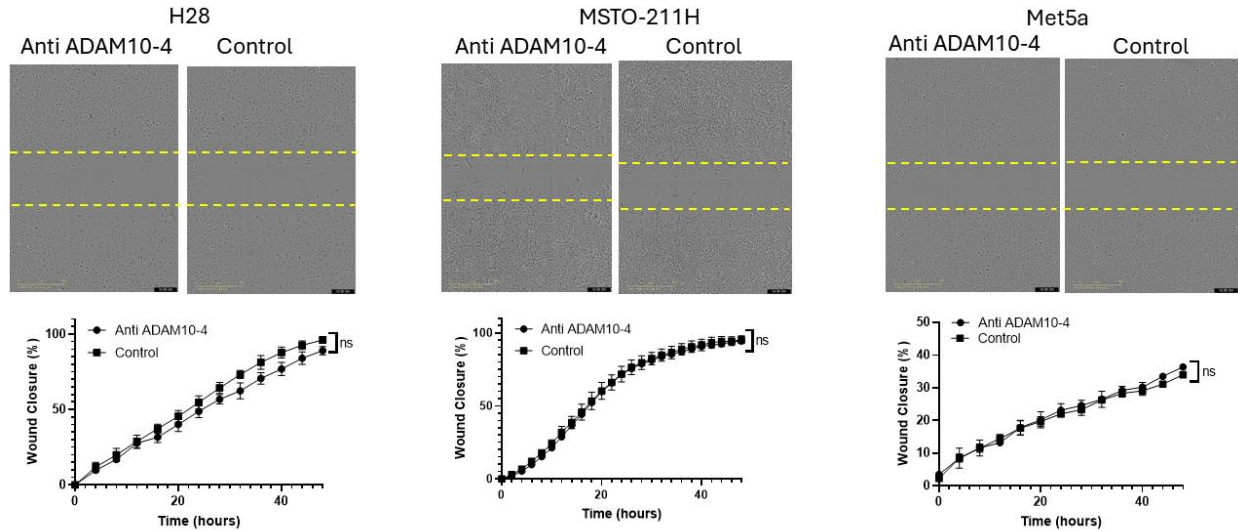 H28
Anti ADAM10-4 Control
MSTO-211H
Anti ADAM10-4 Control
Met5a
Anti ADAM10-4 Control
Wound Closure (%)
100
50
0
Anti ADAM10-4
Control
ns
0 20 40
Time (hours)
Wound Closure (%)
100
50
0
Anti ADAM10-4
Control
ns
0 20 40
Time (hours)
Wound Closure (%)
50
40
30
20
10
0
Anti ADAM10-4
Control
ns
0 20 40
Time (hours)